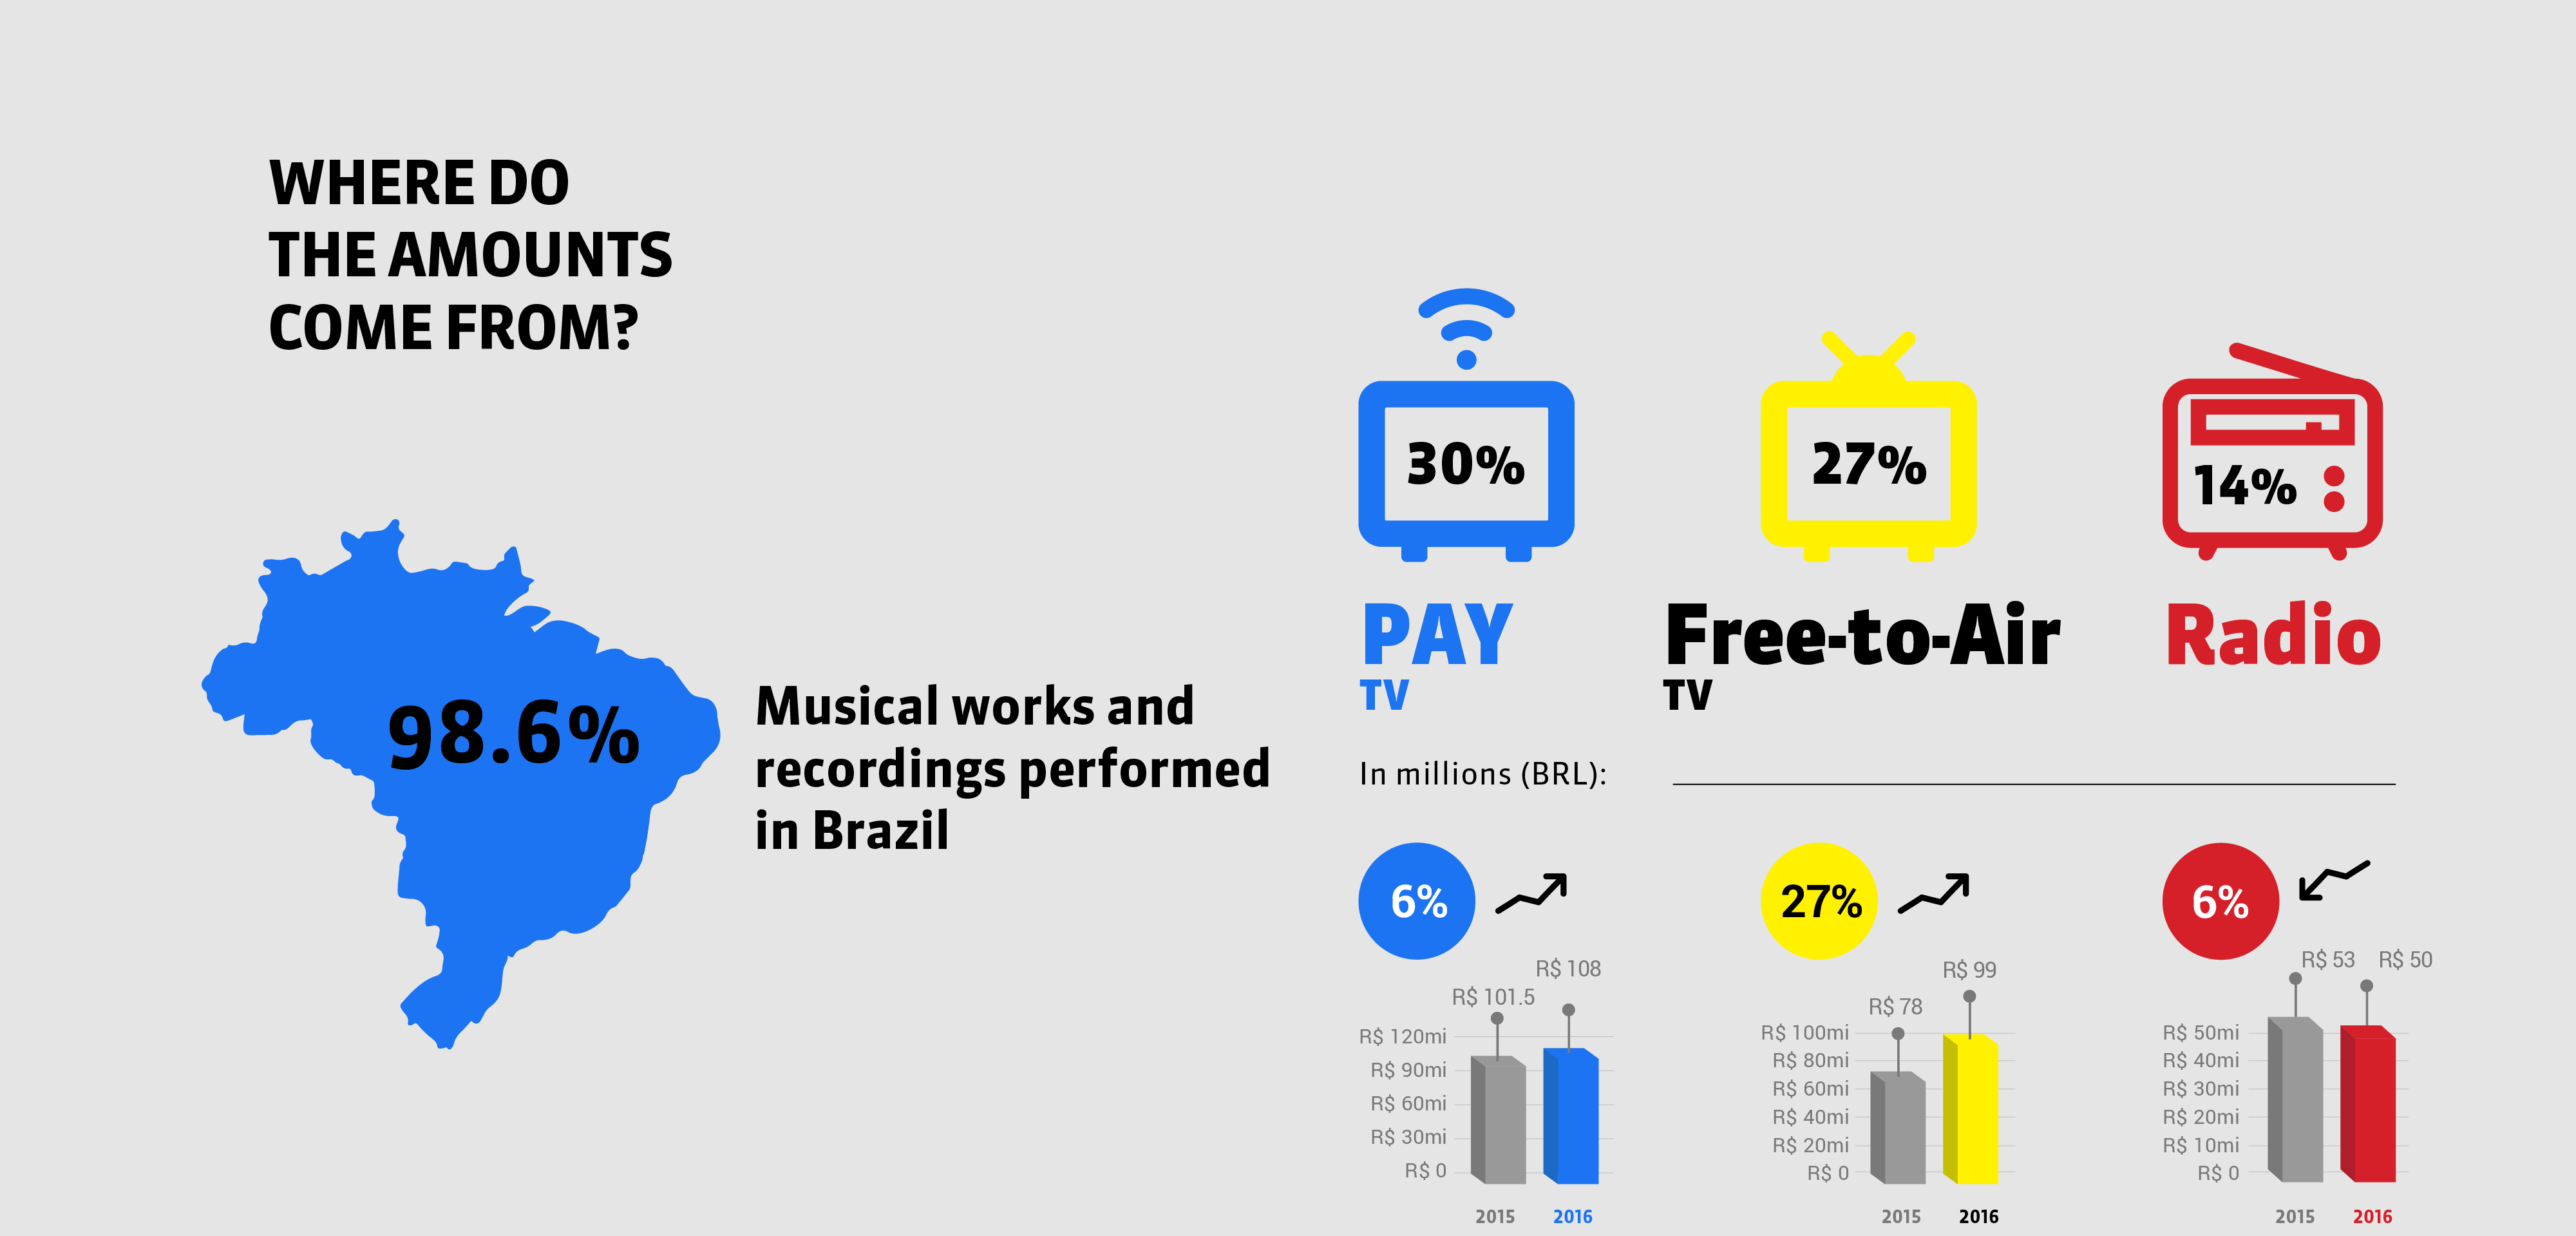 WHERE DO
THE AMOUNTS
COME FROM?
98.6%
Musical works and
recordings performed
in Brazil
30%
PAY
TV
27%
Free-to-Air
TV
14%
Radio
In millions (BRL):
6%
R$ 101.5
R$ 108
R$ 120mi
R$ 90mi
R$ 60mi
R$ 30mi
R$ 0
2015 2016
27%
R$ 78
R$ 99
R$ 100mi
R$ 80mi
R$ 60mi
R$ 40mi
R$ 20mi
R$ 0
2015 2016
6%
R$ 53 R$ 50
R$ 50mi
R$ 40mi
R$ 30mi
R$ 20mi
R$ 10mi
R$ 0
2015 2016